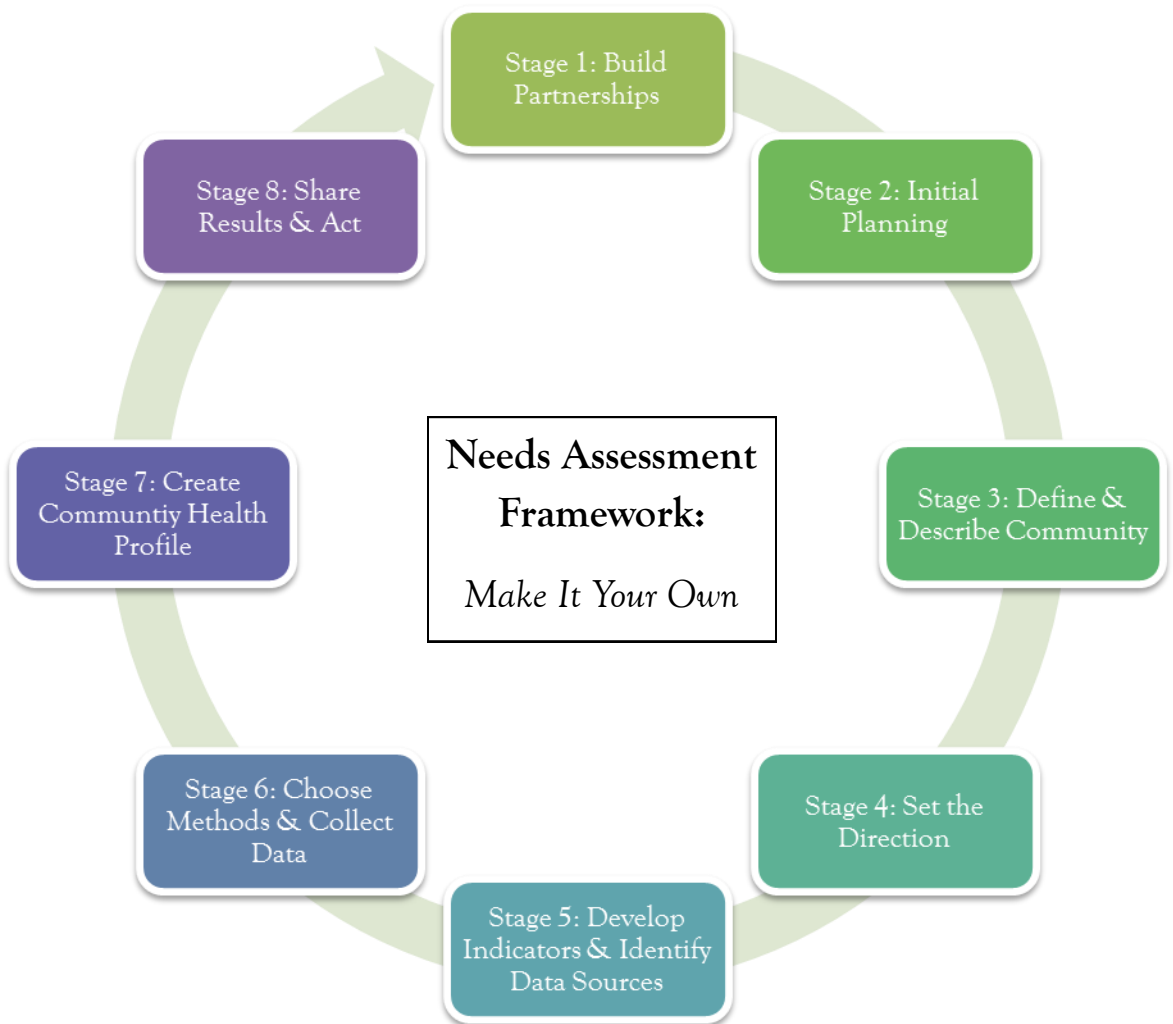 Stage 1: Build
Partnerships
Stage 2: Initial
Planning
Stage 3: Define &
Describe Community
Stage 4: Set the
Direction
Stage 5: Develop
Indicators & Identify
Data Sources
Stage 6: Choose
Methods & Collect
Data
Stage 7: Create
Communtiy Health
Profile
Stage 8: Share
Results & Act
Needs Assessment
Framework:
Make It Your Own